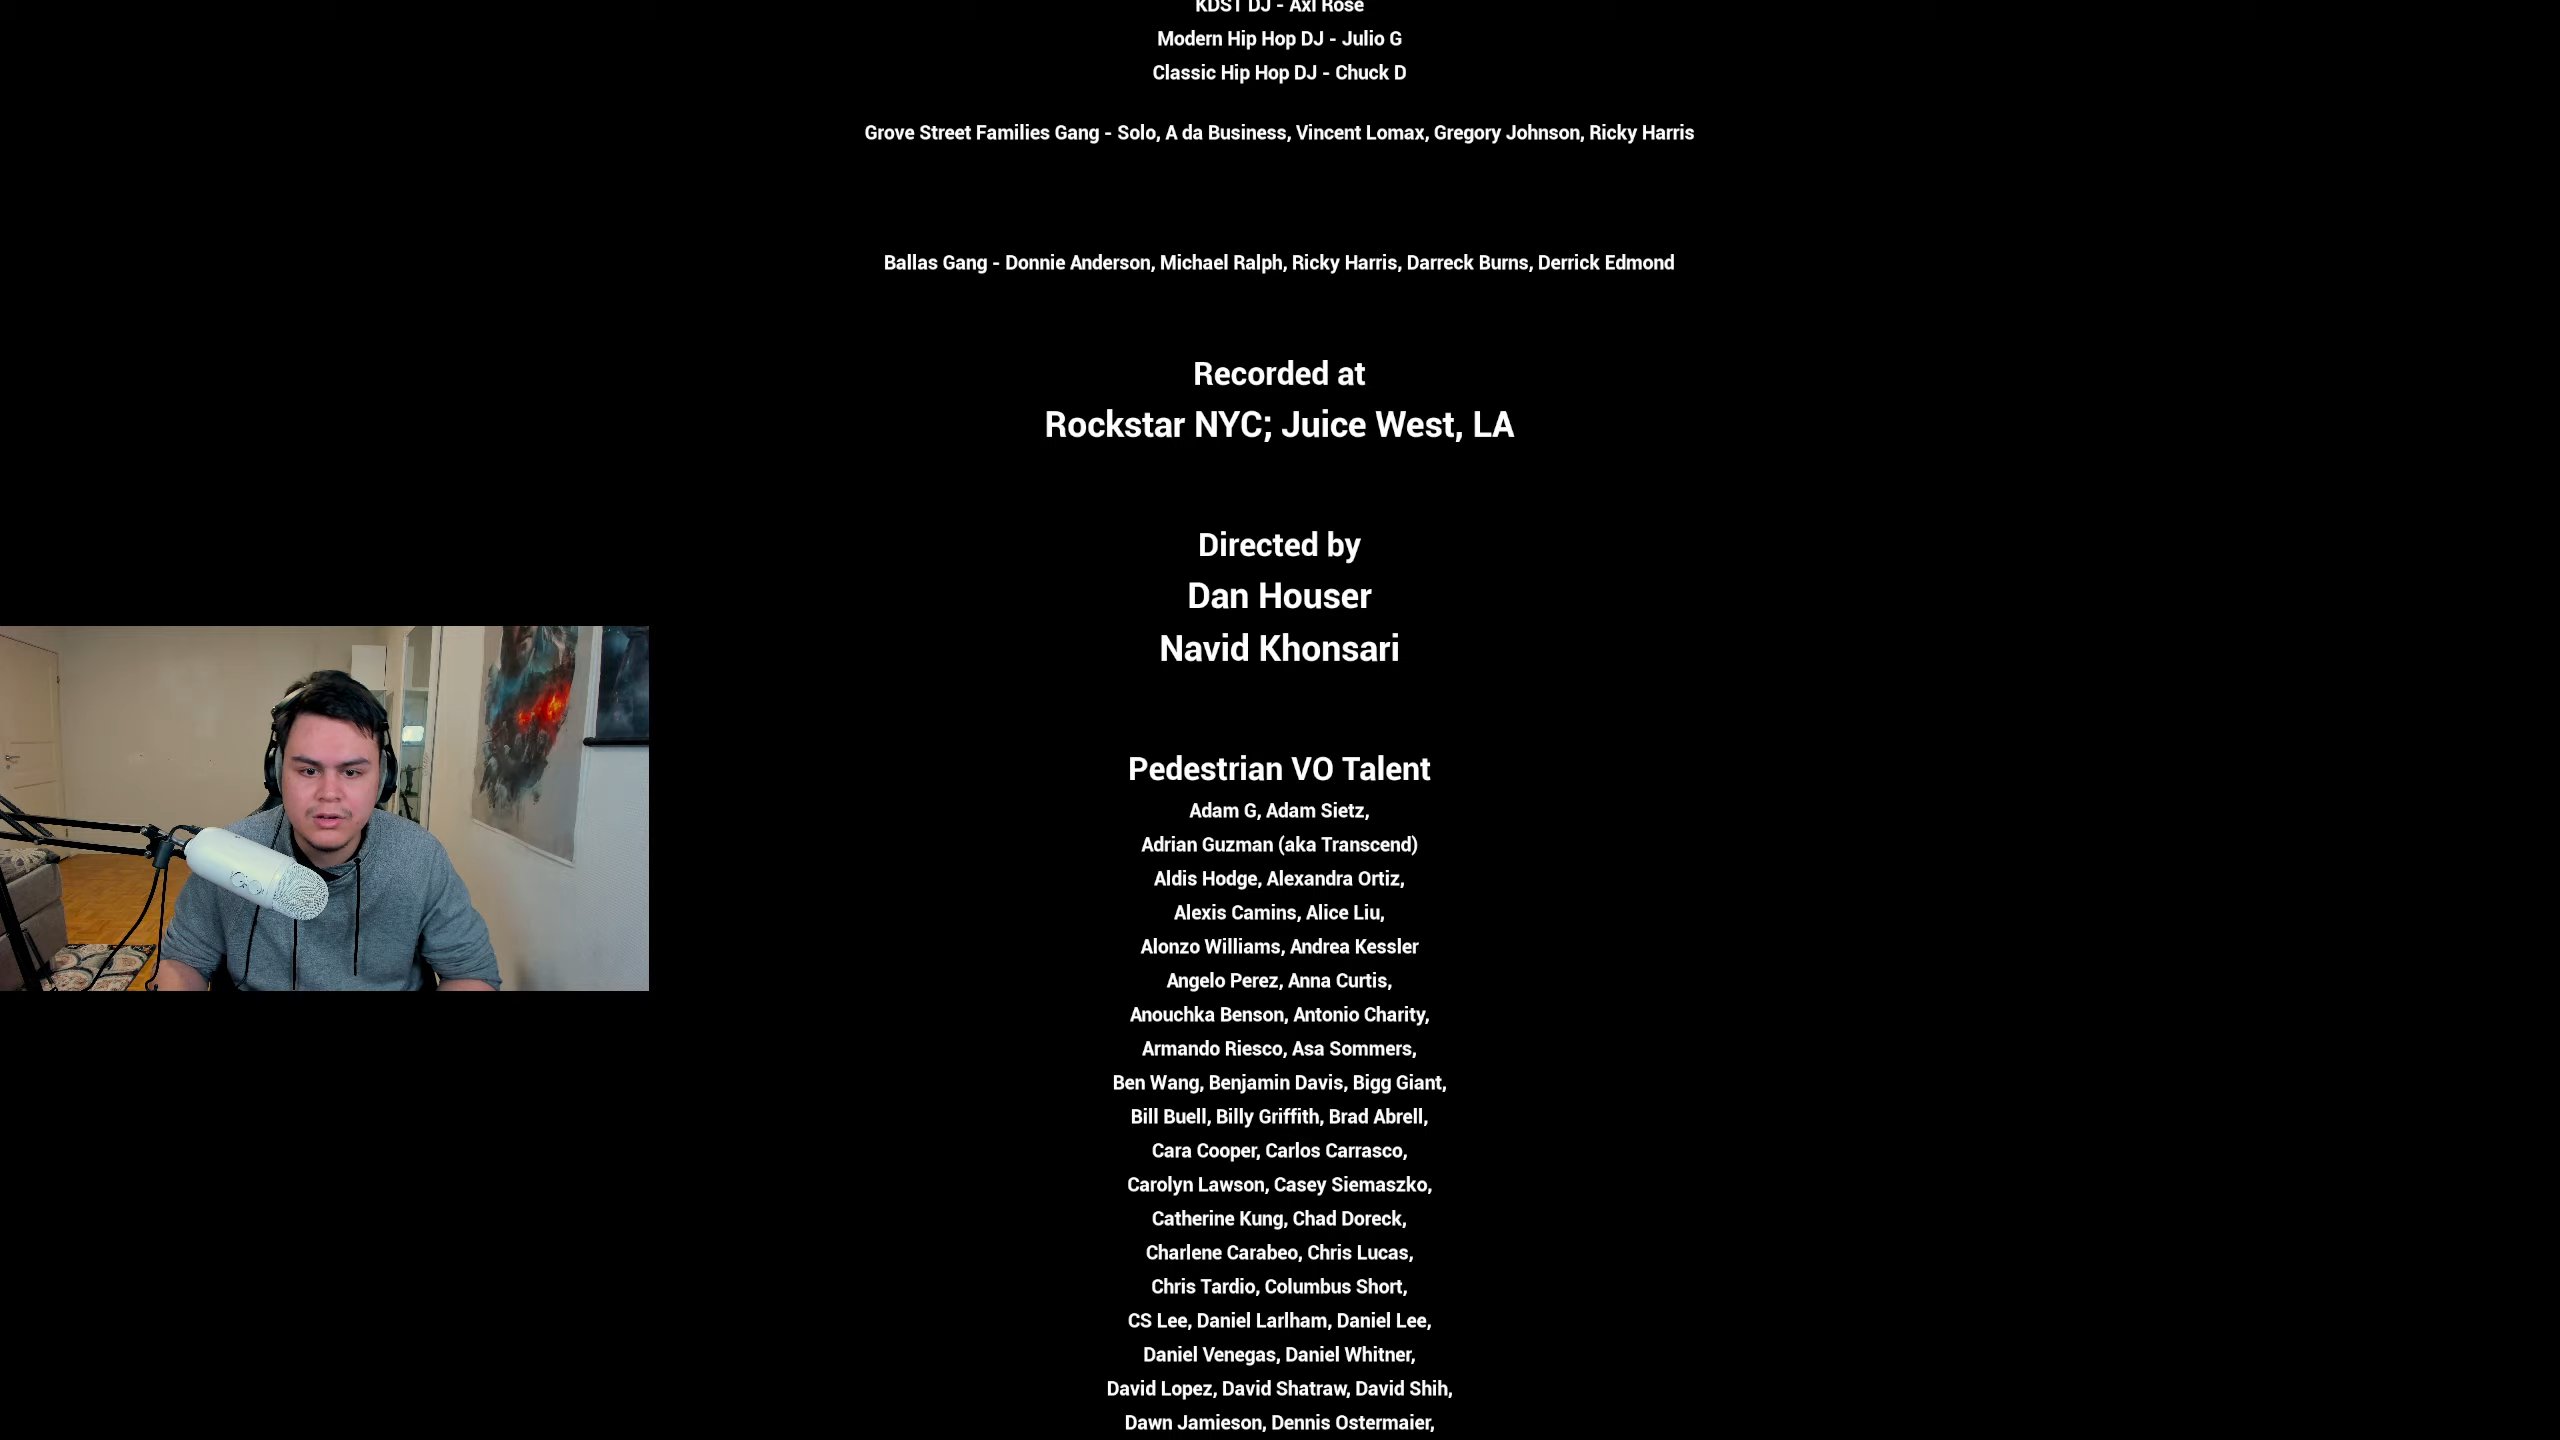 KDST DJ - Axl Rose
Modern Hip Hop DJ - Julio G
Classic Hip Hop DJ - Chuck D
Grove Street Families Gang - Solo, A da Business, Vincent Lomax, Gregory Johnson, Ricky Harris
Ballas Gang - Donnie Anderson, Michael Ralph, Ricky Harris, Darreck Burns, Derrick Edmond
Recorded at
Rockstar NYC; Juice West, LA
Directed by
Dan Houser
Navid Khonsari
Pedestrian VO Talent
Adam G, Adam Sietz,
Adrian Guzman (aka Transcend)
Aldis Hodge, Alexandra Ortiz,
Alexis Camins, Alice Liu,
Alonzo Williams, Andrea Kessler
Angelo Perez, Anna Curtis,
Anouchka Benson, Antonio Charity,
Armando Riesco, Asa Sommers,
Ben Wang, Benjamin Davis, Bigg Giant,
Bill Buell, Billy Griffith, Brad Abrell,
Cara Cooper, Carlos Carrasco,
Carolyn Lawson, Casey Siemaszko,
Catherine Kung, Chad Doreck,
Charlene Carabeo, Chris Lucas,
Chris Tardio, Columbus Short,
CS Lee, Daniel Larlham, Daniel Lee,
Daniel Venegas, Daniel Whitner,
David Lopez, David Shatraw, David Shih,
Dawn Jamieson, Dennis Ostermaier,